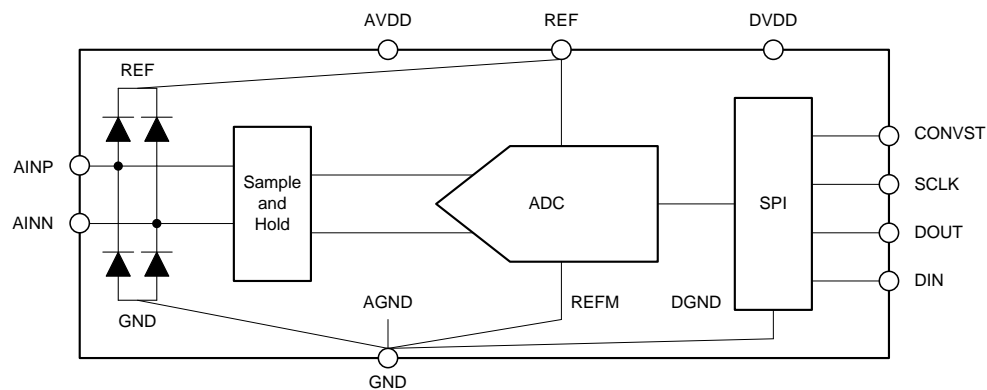 AVDD
REF
DVDD
REF
CONVST
AINP
Sample
and
Hold
SCLK
ADC
SPI
AINN
DOUT
DIN
AGND
REFM
DGND
GND
GND